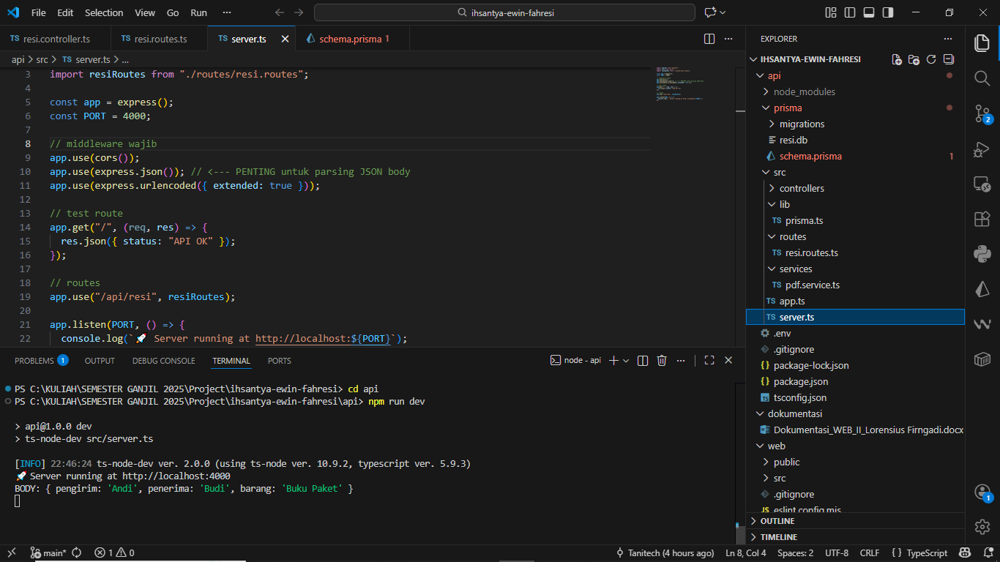 File Edit Selection View Go Run ··· ihsantya-ewin-fahresi
TS resi.controller.ts TS resi.routes.ts TS server.ts schema.prisma 1
api > src > TS server.ts > ...
3 import resiRoutes from "./routes/resi.routes";
4
5 const app = express();
6 const PORT = 4000;
7
8 // middleware wajib
9 app.use(cors());
10 app.use(express.json()); // <--- PENTING untuk parsing JSON body
11 app.use(express.urlencoded({ extended: true }));
12
13 // test route
14 app.get("/", (req, res) => {
15 res.json({ status: "API OK" });
16 });
17
18 // routes
19 app.use("/api/resi", resiRoutes);
20
21 app.listen(PORT, () => {
22 console.log(`🚀 Server running at http://localhost:${PORT}`);
PROBLEMS 1 OUTPUT DEBUG CONSOLE TERMINAL PORTS node - api
PS C:\KULIAH\SEMESTER GANJIL 2025\Project\ihsantya-ewin-fahresi> cd api
PS C:\KULIAH\SEMESTER GANJIL 2025\Project\ihsantya-ewin-fahresi\api> npm run dev
> api@1.0.0 dev
> ts-node-dev src/server.ts
[INFO] 22:46:24 ts-node-dev ver. 2.0.0 (using ts-node ver. 10.9.2, typescript ver. 5.9.3)
🚀 Server running at http://localhost:4000
BODY: { pengirim: 'Andi', penerima: 'Budi', barang: 'Buku Paket' }
EXPLORER
IHSANTYA-EWIN-FAHRESI
api
node_modules
prisma
migrations
resi.db
schema.prisma 1
src
controllers
lib
TS prisma.ts
routes
TS resi.routes.ts
services
TS pdf.service.ts
TS app.ts
TS server.ts
.env
.gitignore
{} package-lock.json
{} package.json
TS tsconfig.json
dokumentasi
Dokumentasi_WEB_II_Lorensius Firngadi.docx
web
public
src
.gitignore
JS eslint.config.mjs
OUTLINE
TIMELINE
2
1
main* 1 0 Tanitech (4 hours ago) Ln 8, Col 4 Spaces: 2 UTF-8 CRLF {} TypeScript